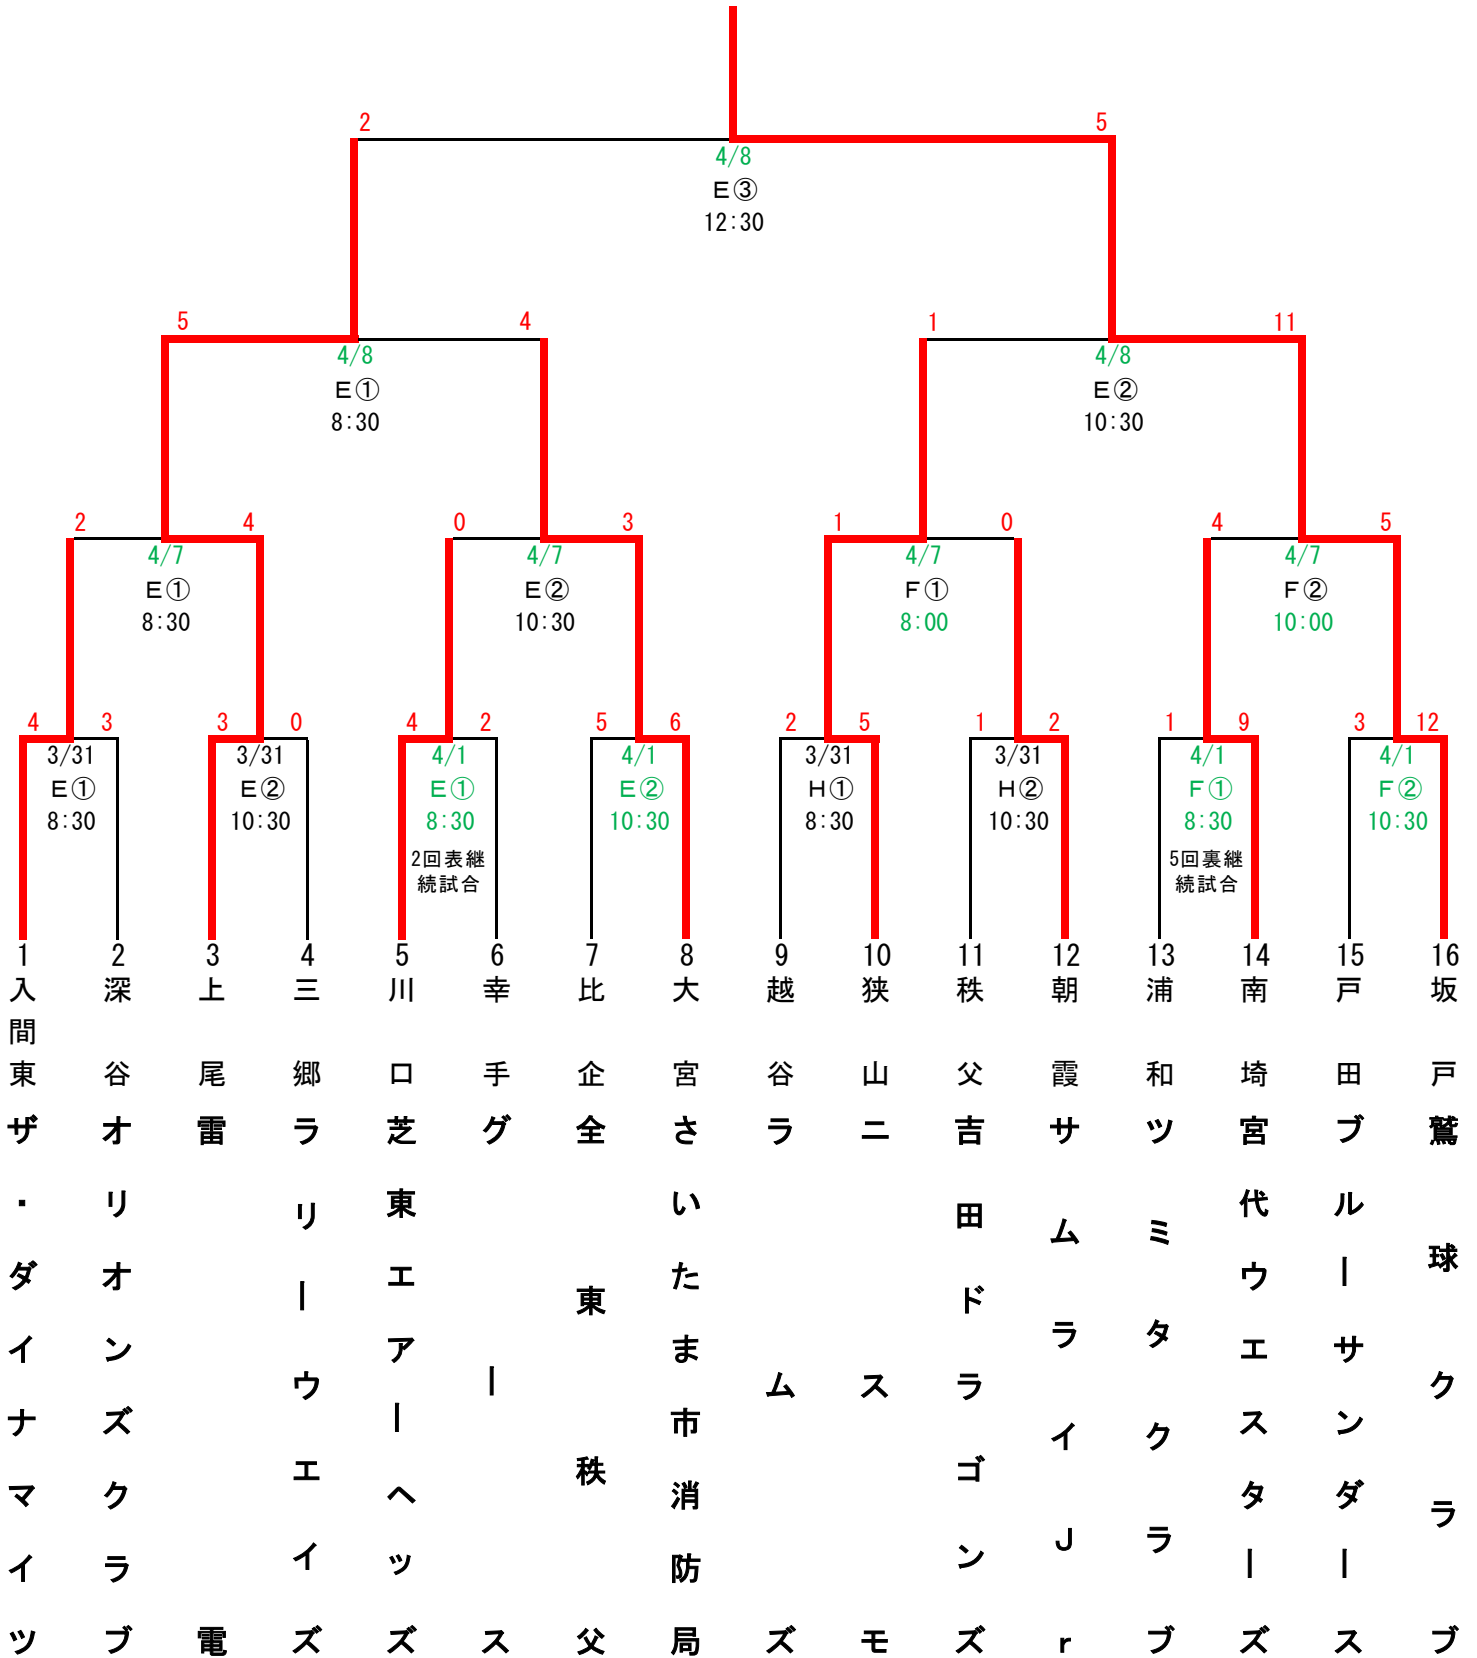 2 5
4/8
E③
12:30
5 4 1 11
4/8 4/8
E① E②
8:30 10:30
2 4 0 3 1 0 4 5
4/7 4/7 4/7 4/7
E① E② F① F②
8:30 10:30 8:00 10:00
4 3 3 0 4 2 5 6 2 5 1 2 1 9 3 12
3/31 3/31 4/1 4/1 3/31 3/31 4/1 4/1
E① E② E① E② H① H② F① F②
8:30 10:30 8:30 10:30 8:30 10:30 8:30 10:30
2回表継
続試合
5回裏継
続試合
1 2 3 4 5 6 7 8 9 10 11 12 13 14 15 16
入間東
ザ・ダイナマイツ
深谷
オリオンズクラブ
上尾
雷電
三郷
ラリーウエイズ
川口
芝東エアーヘッズ
幸手
グース
比企
全東秩父
大宮
さいたま市消防局
越谷
ラムズ
狭山
ニスモ
秩父
吉田ドラゴンズ
朝霞
サムライJr
浦和
ツミタクラブ
南埼
宮代ウエスターズ
戸田
ブルーサンダース
坂戸
鷲球クラブ